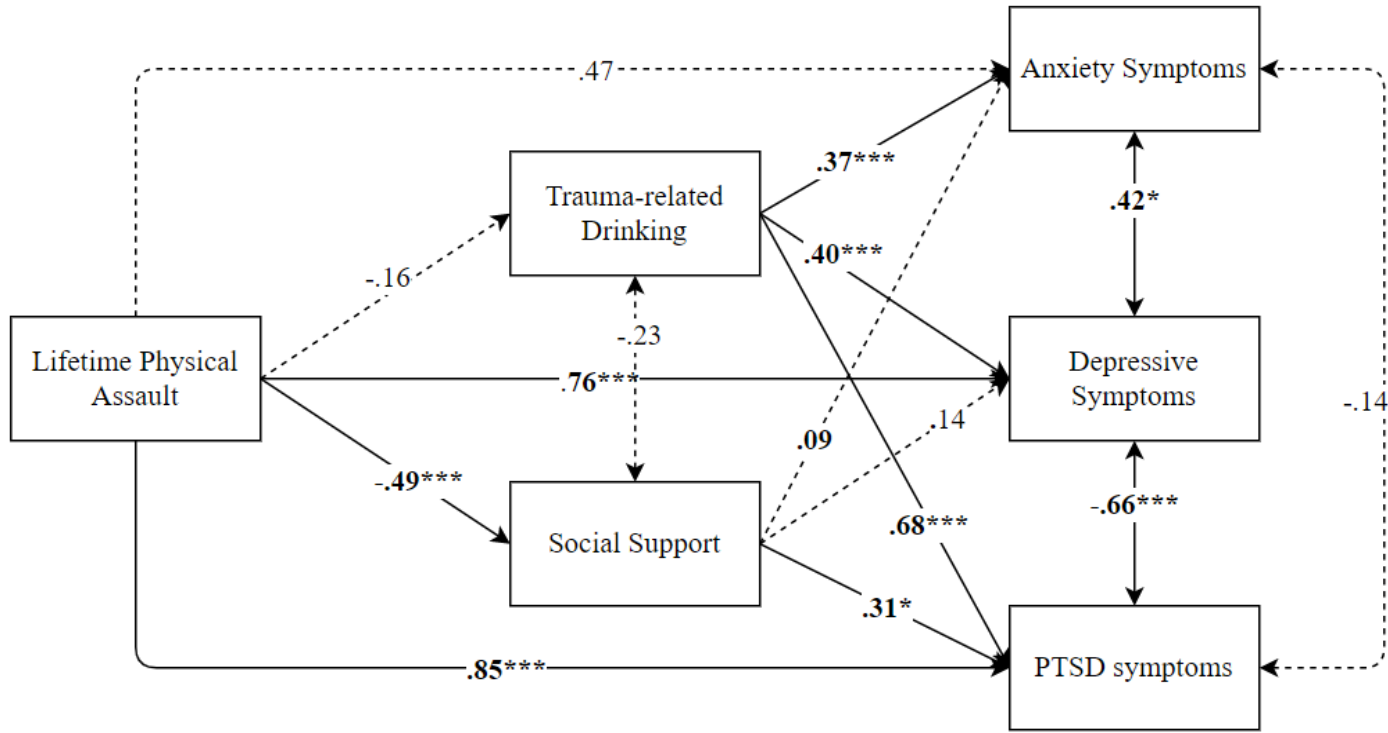 Anxiety Symptoms
.47
Trauma-related
Drinking
.37***
.42*
.40***
-.16
Lifetime Physical
Assault
-.23
.76***
Depressive
Symptoms
-.14
.09
.14
-.49***
Social Support
.68***
-.66***
.31*
.85***
PTSD symptoms